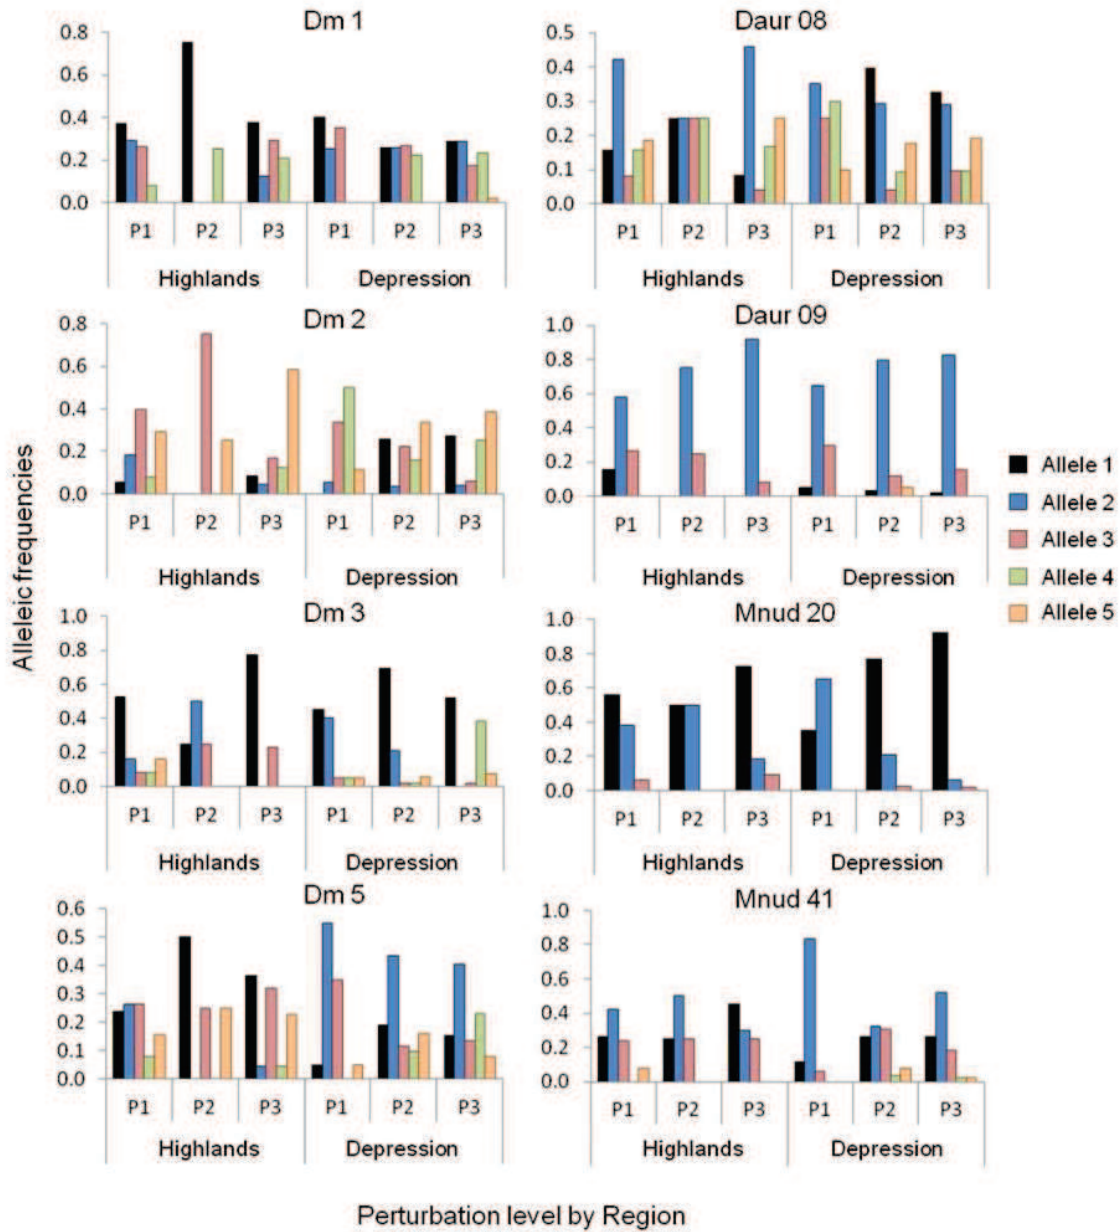 Dm 1
0.8
0.6
0.4
0.2
0.0
P1 P2 P3 P1 P2 P3
Highlands Depression
Daur 08
0.5
0.4
0.3
0.2
0.1
0.0
P1 P2 P3 P1 P2 P3
Highlands Depression
Dm 2
0.8
0.6
0.4
0.2
0.0
P1 P2 P3 P1 P2 P3
Highlands Depression
Daur 09
1.0
0.8
0.6
0.4
0.2
0.0
P1 P2 P3 P1 P2 P3
Highlands Depression
Alleleic frequencies
Allele 1
Allele 2
Allele 3
Allele 4
Allele 5
Dm 3
1.0
0.8
0.6
0.4
0.2
0.0
P1 P2 P3 P1 P2 P3
Highlands Depression
Mnud 20
1.0
0.8
0.6
0.4
0.2
0.0
P1 P2 P3 P1 P2 P3
Highlands Depression
Dm 5
0.6
0.5
0.4
0.3
0.2
0.1
0.0
P1 P2 P3 P1 P2 P3
Highlands Depression
Mnud 41
1.0
0.8
0.6
0.4
0.2
0.0
P1 P2 P3 P1 P2 P3
Highlands Depression
Perturbation level by Region